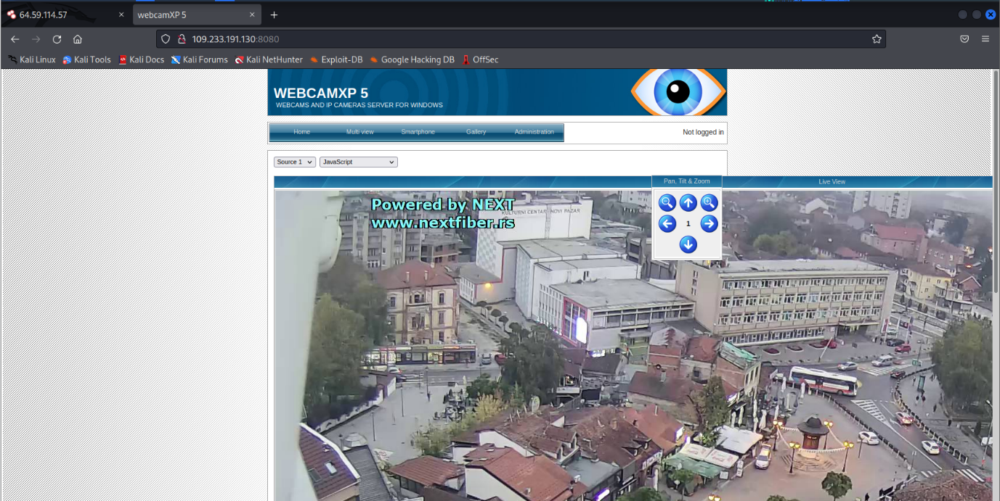 64.59.114.57
webcamXP 5
109.233.191.130:8080
Kali Linux Kali Tools Kali Docs Kali Forums Kali NetHunter Exploit-DB Google Hacking DB OffSec
WEBCAMXP 5
WEBCAMS AND IP CAMERAS SERVER FOR WINDOWS
Home Multi view Smartphone Gallery Administration Not logged in
Source 1 JavaScript
Pan, Tilt & Zoom Live View
Powered by NEXT
www.nextfiber.rs
KULTURNI CENTAR NOVI PAZAR
1